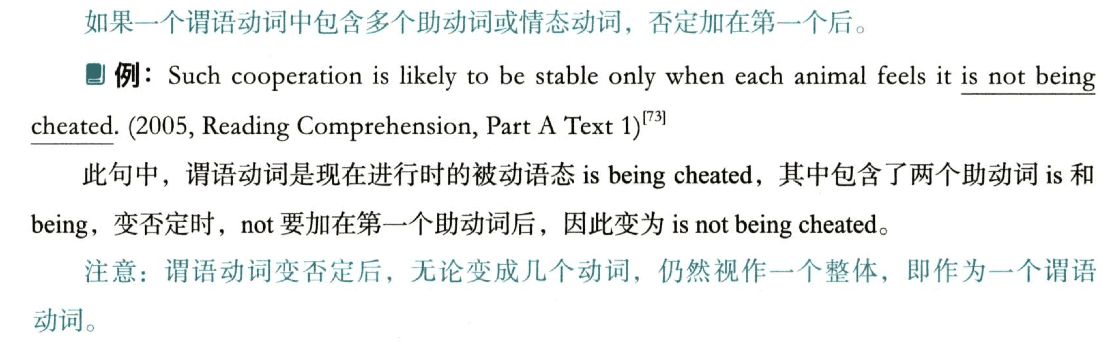 如果一个谓语动词中包含多个助动词或情态动词，否定加在第一个后。
例：Such cooperation is likely to be stable only when each animal feels it is not being
cheated. (2005, Reading Comprehension, Part A Text 1)[73]
此句中，谓语动词是现在进行时的被动语态 is being cheated，其中包含了两个助动词 is 和
being，变否定时，not 要加在第一个助动词后，因此变为 is not being cheated。
注意：谓语动词变否定后，无论变成几个动词，仍然视作一个整体，即作为一个谓语
动词。